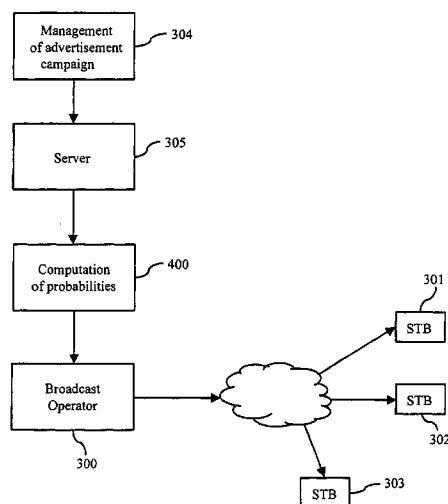 Management
of advertisement
campaign
304
Server
305
Computation
of probabilities
400
Broadcast
Operator
300
301
STB
STB
302
STB
303